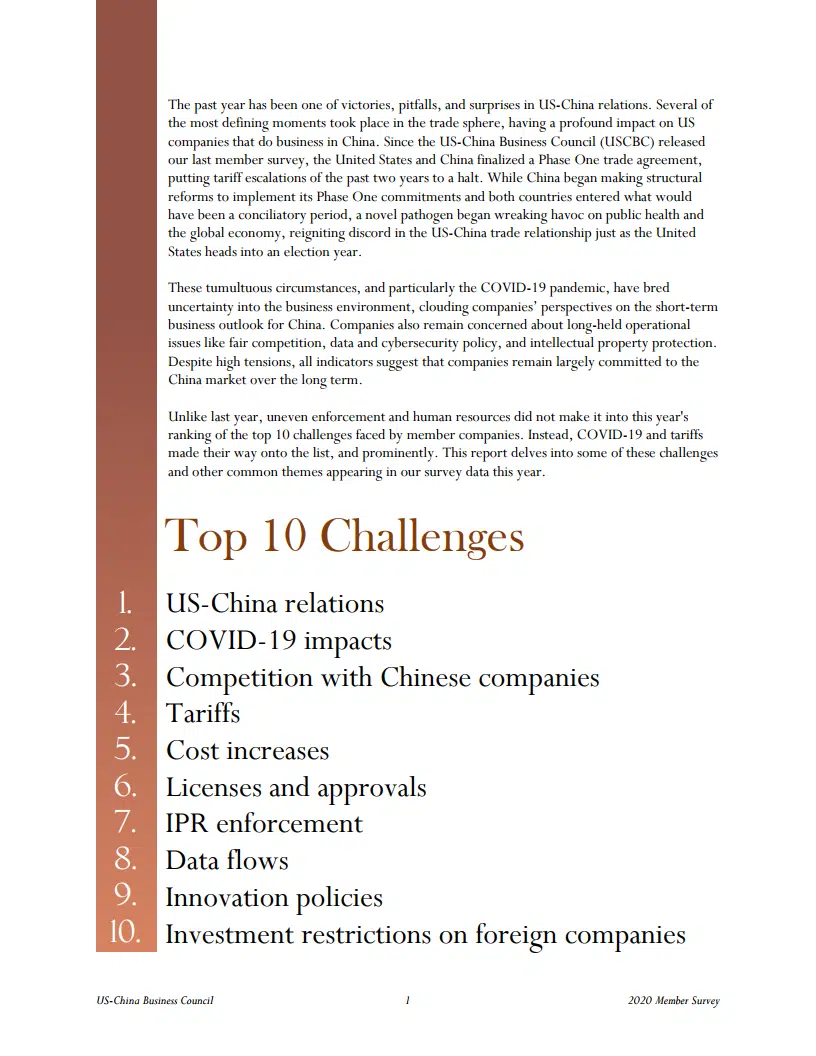 The past year has been one of victories, pitfalls, and surprises in US-China relations. Several of
the most defining moments took place in the trade sphere, having a profound impact on US
companies that do business in China. Since the US-China Business Council (USCBC) released
our last member survey, the United States and China finalized a Phase One trade agreement,
putting tariff escalations of the past two years to a halt. While China began making structural
reforms to implement its Phase One commitments and both countries entered what would
have been a conciliatory period, a novel pathogen began wreaking havoc on public health and
the global economy, reigniting discord in the US-China trade relationship just as the United
States heads into an election year.
These tumultuous circumstances, and particularly the COVID-19 pandemic, have bred
uncertainty into the business environment, clouding companies' perspectives on the short-term
business outlook for China. Companies also remain concerned about long-held operational
issues like fair competition, data and cybersecurity policy, and intellectual property protection.
Despite high tensions, all indicators suggest that companies remain largely committed to the
China market over the long term.
Unlike last year, uneven enforcement and human resources did not make it into this year's
ranking of the top 10 challenges faced by member companies. Instead, COVID-19 and tariffs
made their way onto the list, and prominently. This report delves into some of these challenges
and other common themes appearing in our survey data this year.
Top 10 Challenges
1. US-China relations
2. COVID-19 impacts
3. Competition with Chinese companies
4. Tariffs
5. Cost increases
6. Licenses and approvals
7. IPR enforcement
8. Data flows
9. Innovation policies
10. Investment restrictions on foreign companies
US-China Business Council 1 2020 Member Survey